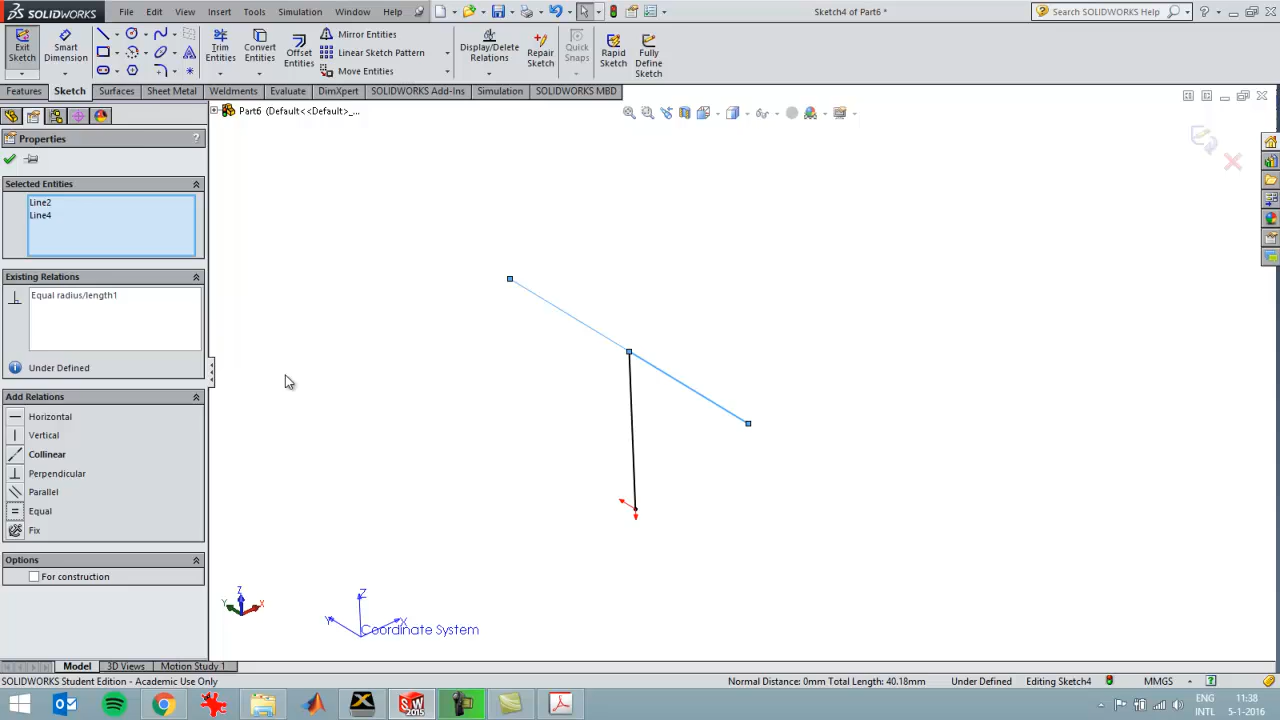 SOLIDWORKS File Edit View Insert Tools Simulation Window Help Sketch4 of Part6 * Search SOLIDWORKS Help
Exit Sketch
Smart Dimension
Trim Entities
Convert Entities
Offset Entities
Mirror Entities
Linear Sketch Pattern
Move Entities
Display/Delete Relations
Repair Sketch
Quick Snaps
Rapid Sketch
Fully Define Sketch
Features Sketch Surfaces Sheet Metal Weldments Evaluate DimXpert SOLIDWORKS Add-Ins Simulation SOLIDWORKS MBD
Part6 (Default<<Default>_...
Properties ?
Selected Entities
Line2
Line4
Existing Relations
Equal radius/length1
Under Defined
Add Relations
Horizontal
Vertical
Collinear
Perpendicular
Parallel
Equal
Fix
Options
For construction
Z
Y X
Z
Y X
Coordinate System
Model 3D Views Motion Study 1
SOLIDWORKS Student Edition - Academic Use Only Normal Distance: 0mm Total Length: 40.18mm Under Defined Editing Sketch4 MMGS
ENG 11:38
INTL 5-1-2016
SW 2015